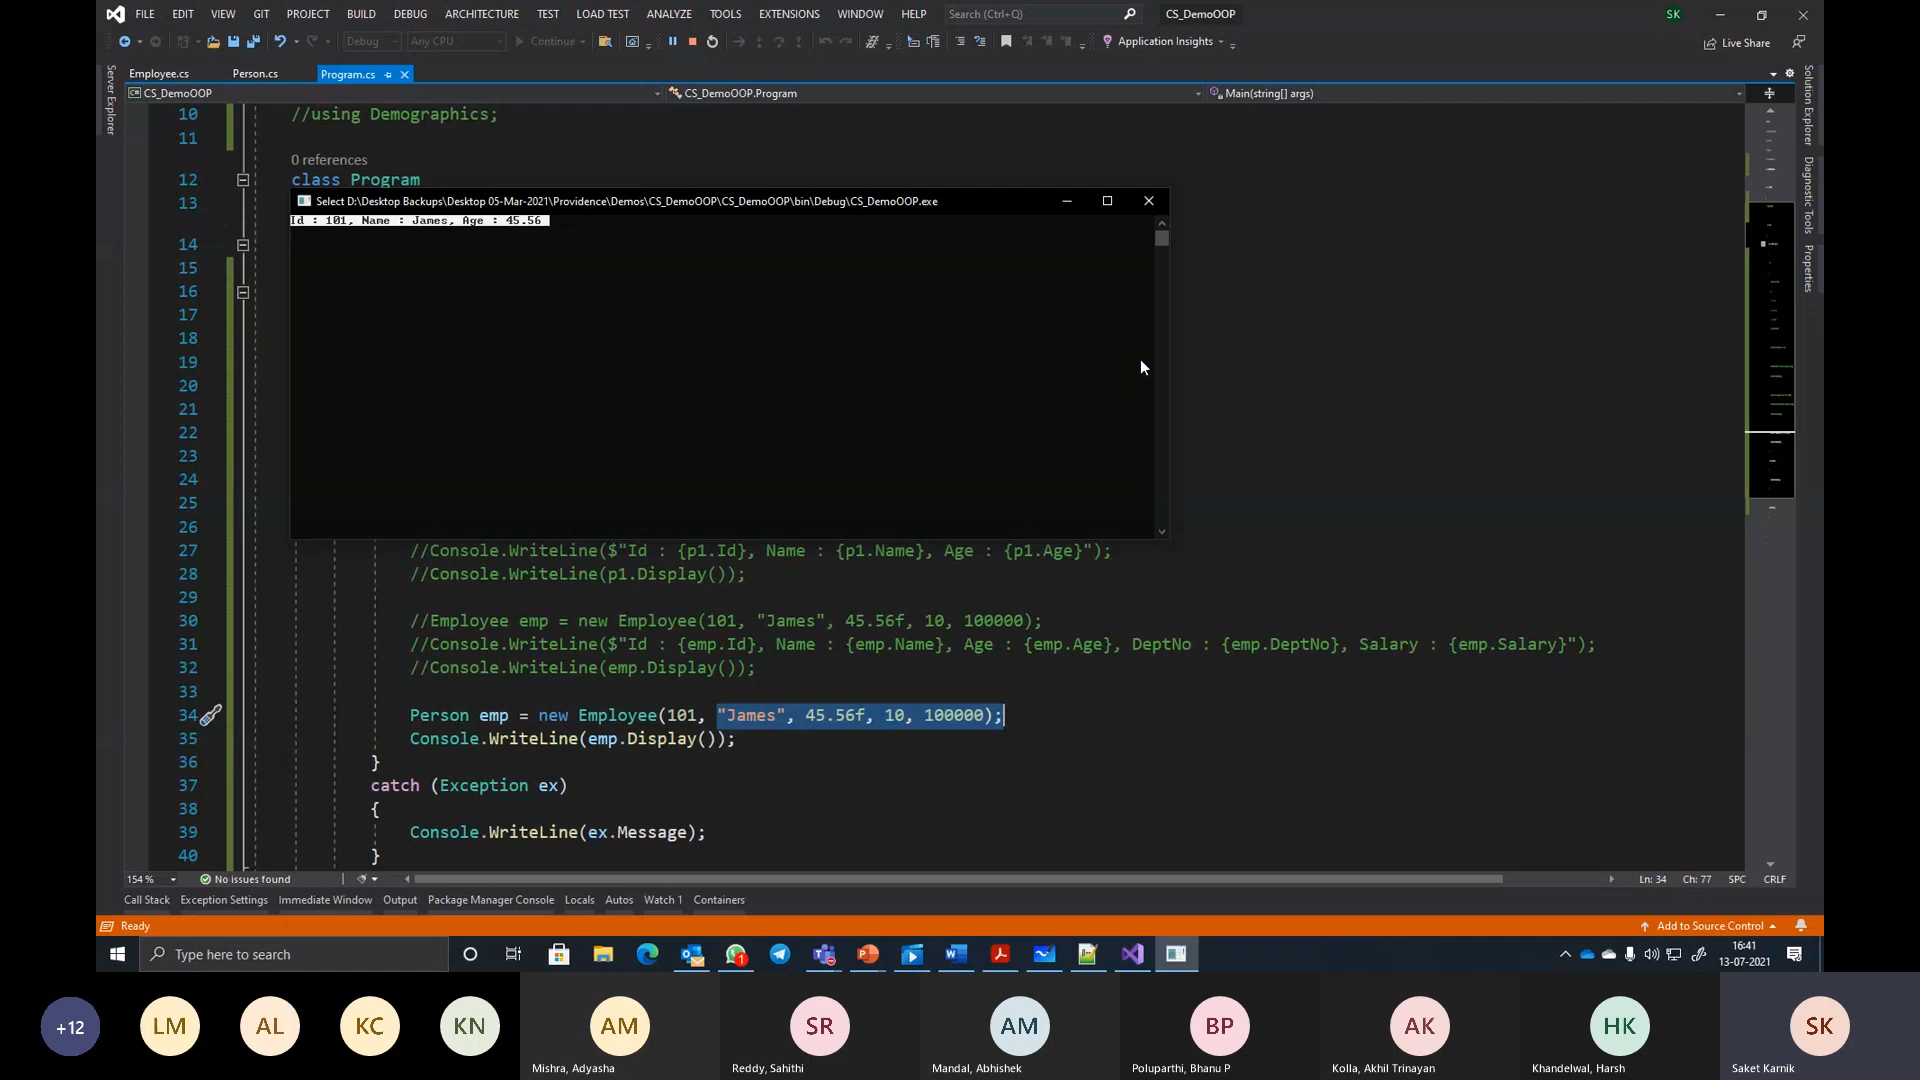 FILE EDIT VIEW GIT PROJECT BUILD DEBUG ARCHITECTURE TEST LOAD TEST ANALYZE TOOLS EXTENSIONS WINDOW HELP Search (Ctrl+Q) CS_DemoOOP SK
Debug Any CPU Continue Application Insights Live Share
Employee.cs Person.cs Program.cs
CS_DemoOOP CS_DemoOOP.Program Main(string[] args)
Server Explorer
Solution Explorer
Diagnostic Tools
Properties
10 //using Demographics;
11
0 references
12 class Program
13
Select D:\Desktop Backups\Desktop 05-Mar-2021\Providence\Demos\CS_DemoOOP\CS_DemoOOP\bin\Debug\CS_DemoOOP.exe
Id : 101, Name : James, Age : 45.56
14
15
16
17
18
19
20
21
22
23
24
25
26
27 //Console.WriteLine($"Id : {p1.Id}, Name : {p1.Name}, Age : {p1.Age}");
28 //Console.WriteLine(p1.Display());
29
30 //Employee emp = new Employee(101, "James", 45.56f, 10, 100000);
31 //Console.WriteLine($"Id : {emp.Id}, Name : {emp.Name}, Age : {emp.Age}, DeptNo : {emp.DeptNo}, Salary : {emp.Salary}");
32 //Console.WriteLine(emp.Display());
33
34 Person emp = new Employee(101, "James", 45.56f, 10, 100000);
35 Console.WriteLine(emp.Display());
36 }
37 catch (Exception ex)
38 {
39 Console.WriteLine(ex.Message);
40 }
154 % No issues found Ln: 34 Ch: 77 SPC CRLF
Call Stack Exception Settings Immediate Window Output Package Manager Console Locals Autos Watch 1 Containers
Ready Add to Source Control
Type here to search 1 16:41
13-07-2021
+12 LM AL KC KN AM SR AM BP AK HK SK
Mishra, Adyasha Reddy, Sahithi Mandal, Abhishek Poluparthi, Bhanu P Kolla, Akhil Trinayan Khandelwal, Harsh Saket Karnik